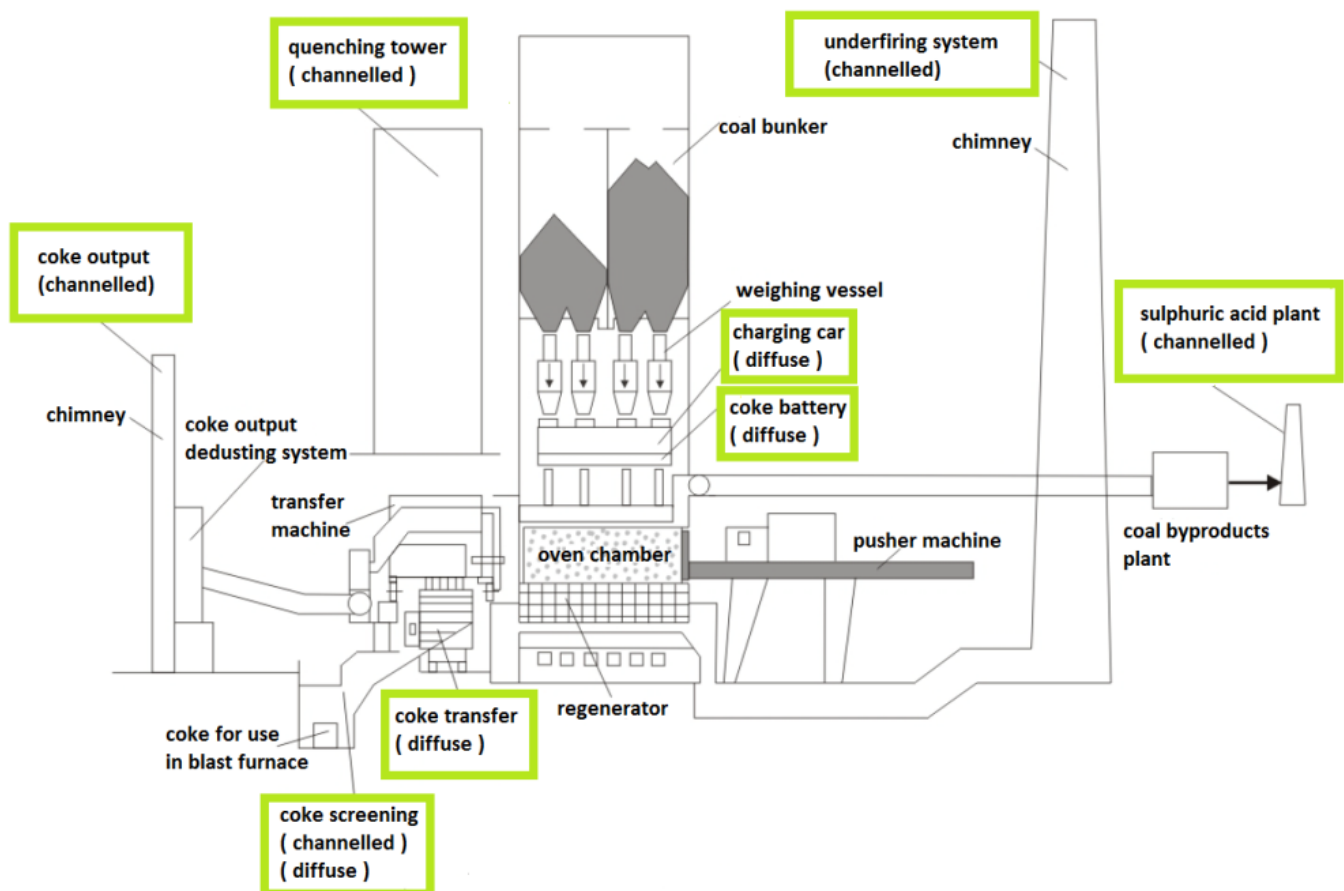 quenching tower
( channelled )
underfiring system
(channelled)
coal bunker
chimney
coke output
(channelled)
weighing vessel
charging car
( diffuse )
sulphuric acid plant
( channelled )
coke battery
( diffuse )
chimney
coke output
dedusting system
transfer
machine
oven chamber
pusher machine
coal byproducts
plant
regenerator
coke transfer
( diffuse )
coke for use
in blast furnace
coke screening
( channelled )
( diffuse )